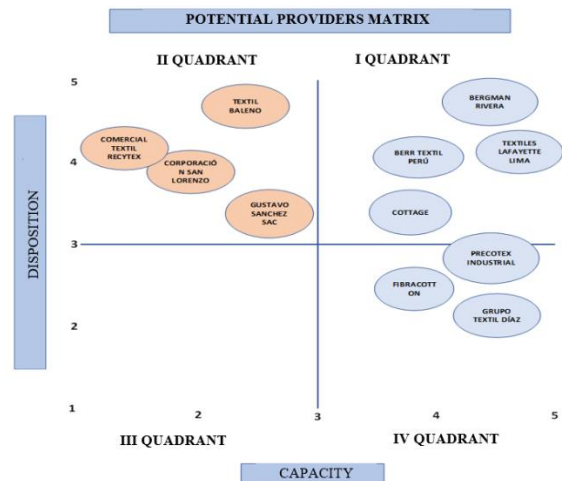 POTENTIAL PROVIDERS MATRIX
II QUADRANT
I QUADRANT
5
TEXTIL
BALENO
BERGMAN
RIVERA
COMERCIAL
TEXTIL
RECYTEX
CORPORACIÓ
N SAN
LORENZO
BERR TEXTIL
PERÚ
TEXTILES
LAFAYETTE
LIMA
4
GUSTAVO
SANCHEZ
SAC
COTTAGE
3
PRECOTEX
INDUSTRIAL
FIBRACOTT
ON
GRUPO
TEXTIL DÍAZ
2
1
2
3
4
5
DISPOSITION
III QUADRANT
IV QUADRANT
CAPACITY